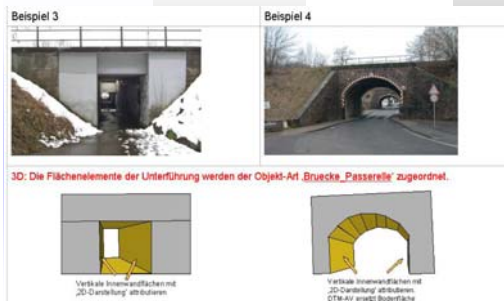 Beispiel 3
Beispiel 4
3D: Die Flächenelemente der Unterführung werden der Objekt-Art ‚Bruecke_Passerelle' zugeordnet.
Vertikale Innenwandflächen mit
‚2D-Darstellung' attributieren
Vertikale Innenwandflächen mit
‚2D-Darstellung' attributieren.
DTM-AV ersetzt Bodenfläche